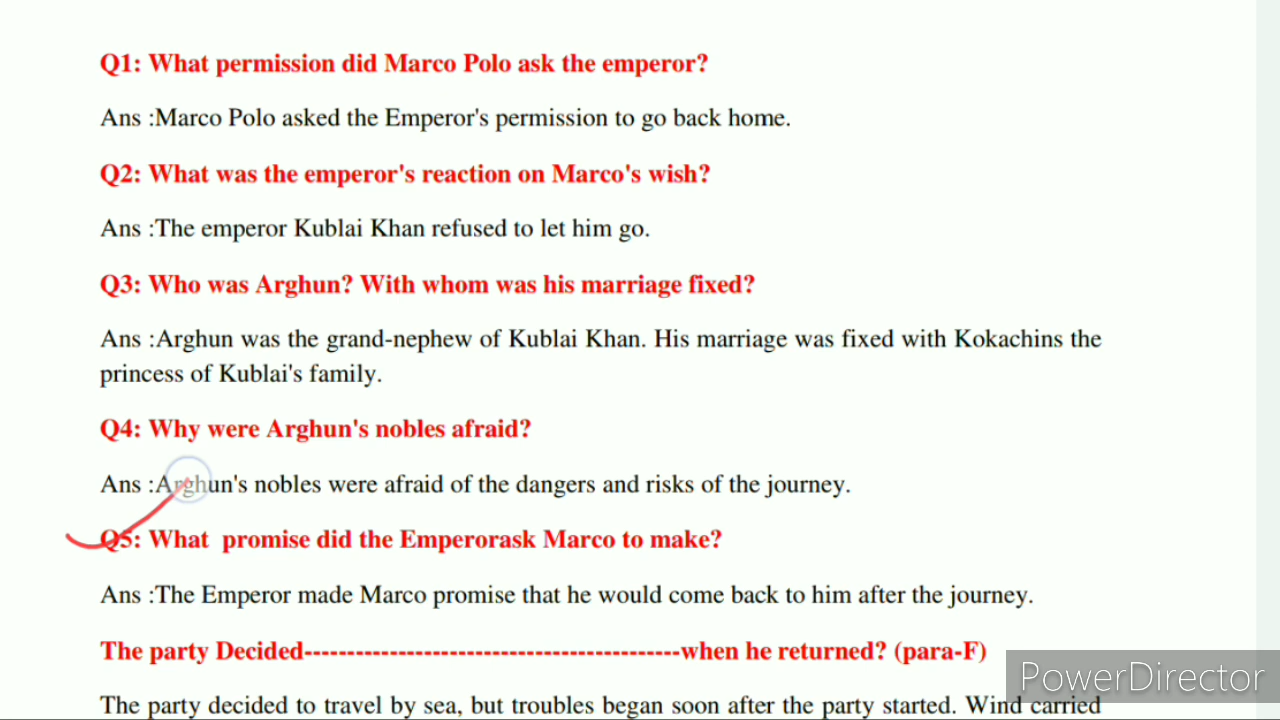 Q1: What permission did Marco Polo ask the emperor?
Ans :Marco Polo asked the Emperor's permission to go back home.
Q2: What was the emperor's reaction on Marco's wish?
Ans :The emperor Kublai Khan refused to let him go.
Q3: Who was Arghun? With whom was his marriage fixed?
Ans :Arghun was the grand-nephew of Kublai Khan. His marriage was fixed with Kokachins the
princess of Kublai's family.
Q4: Why were Arghun's nobles afraid?
Ans :Arghun's nobles were afraid of the dangers and risks of the journey.
Q5: What  promise did the Emperorask Marco to make?
Ans :The Emperor made Marco promise that he would come back to him after the journey.
The party Decided-------------------------------------------when he returned? (para-F)
The party decided to travel by sea, but troubles began soon after the party started. Wind carried
PowerDirector